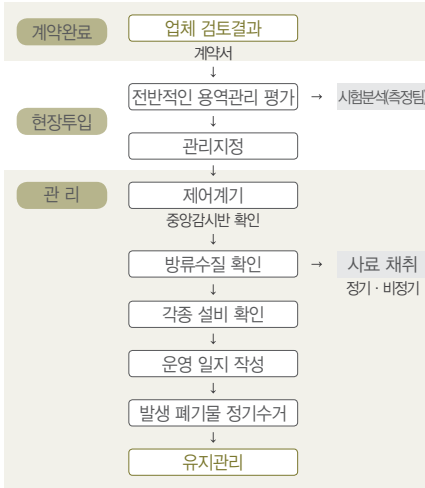 계약완료
업체 검토결과
계약서
↓
전반적인 용역관리 평가 → 시험분석(측정팀)
현장투입
↓
관리지정
↓
관 리
제어계기
중앙감시반 확인
↓
방류수질 확인 → 사료 채취
정기 · 비정기
↓
각종 설비 확인
↓
운영 일지 작성
↓
발생 폐기물 정기수거
↓
유지관리